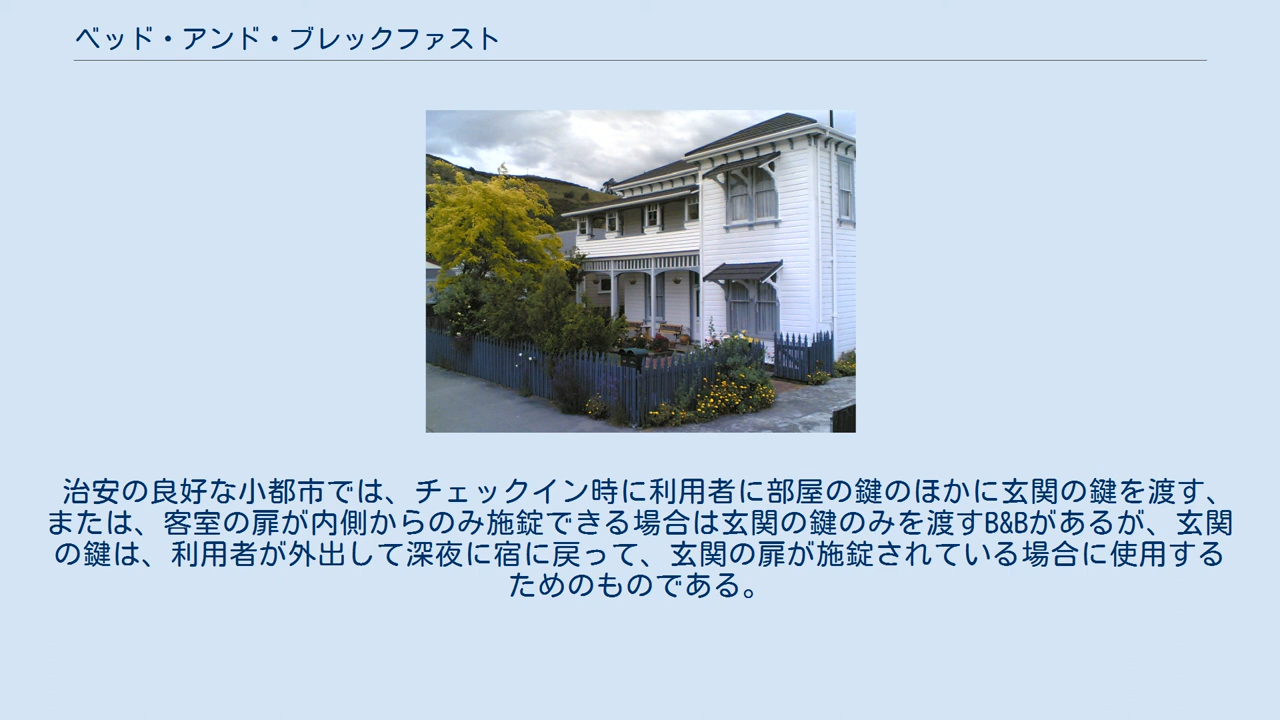 ベッド・アンド・ブレックファスト
治安の良好な小都市では、チェックイン時に利用者に部屋の鍵のほかに玄関の鍵を渡す、
または、客室の扉が内側からのみ施錠できる場合は玄関の鍵のみを渡すB&Bがあるが、玄関
の鍵は、利用者が外出して深夜に宿に戻って、玄関の扉が施錠されている場合に使用する
ためのものである。